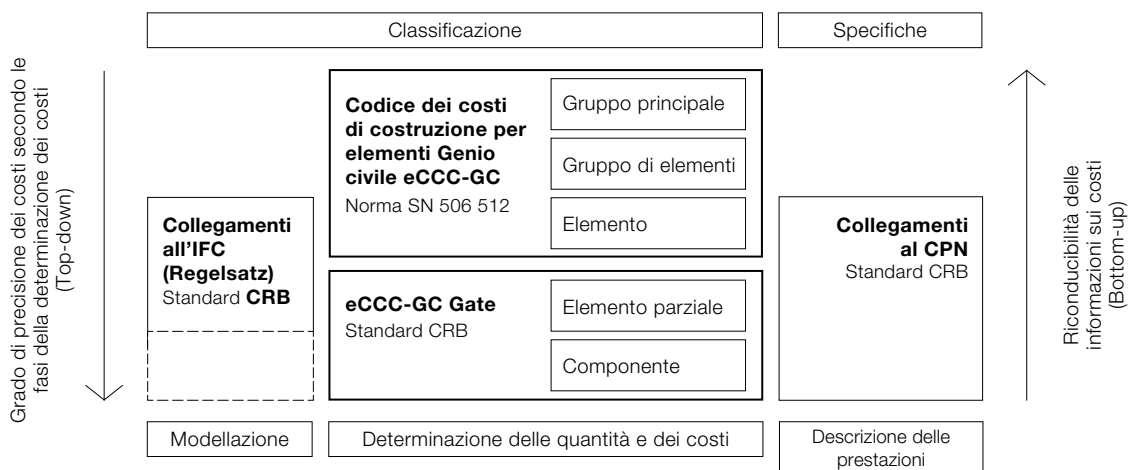 Classificazione
Specifiche
Grado di precisione dei costi secondo le
fasi della determinazione dei costi
(Top-down)
Collegamenti
all'IFC
(Regelsatz)
Standard CRB
Codice dei costi
di costruzione per
elementi Genio
civile eCCC-GC
Norma SN 506 512
Gruppo principale
Gruppo di elementi
Elemento
eCCC-GC Gate
Standard CRB
Elemento parziale
Componente
Collegamenti
al CPN
Standard CRB
Riconducibilità delle
informazioni sui costi
(Bottom-up)
Modellazione
Determinazione delle quantità e dei costi
Descrizione delle
prestazioni